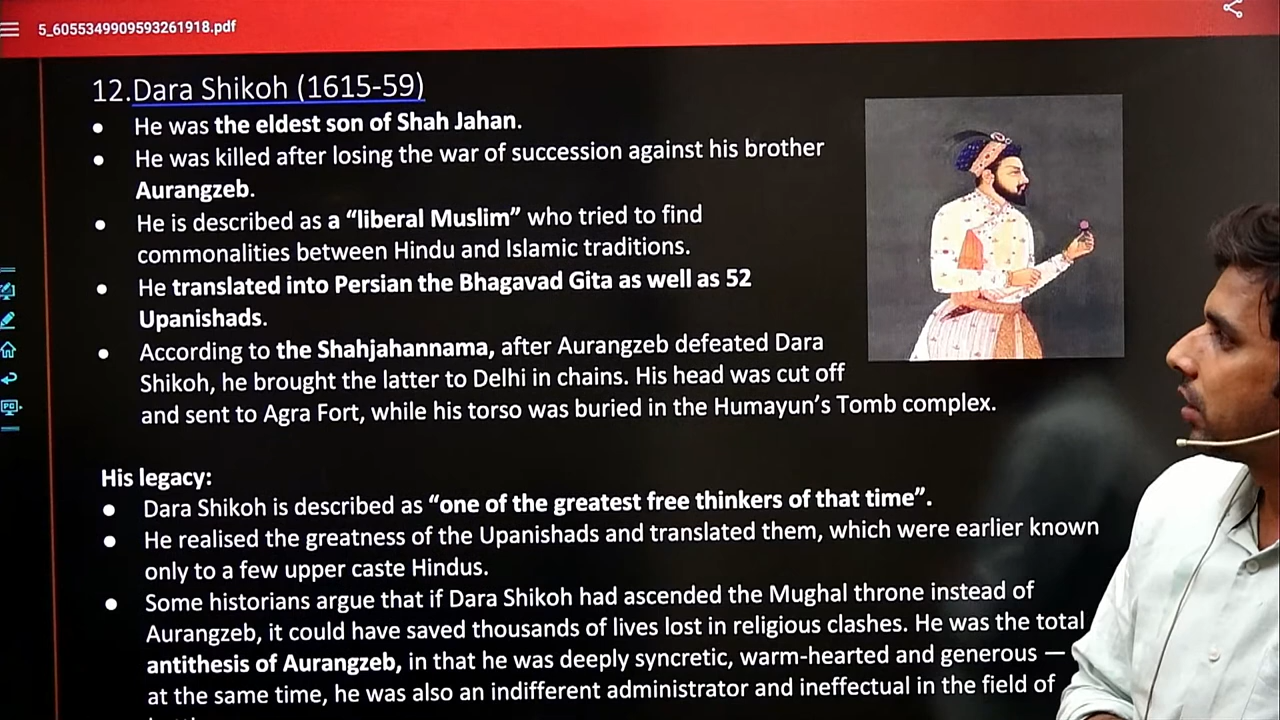 5_6055349909593261918.pdf
12.Dara Shikoh (1615-59)
● He was the eldest son of Shah Jahan.
● He was killed after losing the war of succession against his brother
Aurangzeb.
● He is described as a “liberal Muslim” who tried to find
commonalities between Hindu and Islamic traditions.
● He translated into Persian the Bhagavad Gita as well as 52
Upanishads.
● According to the Shahjahannama, after Aurangzeb defeated Dara
Shikoh, he brought the latter to Delhi in chains. His head was cut off
and sent to Agra Fort, while his torso was buried in the Humayun’s Tomb complex.
His legacy:
● Dara Shikoh is described as “one of the greatest free thinkers of that time”.
● He realised the greatness of the Upanishads and translated them, which were earlier known
only to a few upper caste Hindus.
● Some historians argue that if Dara Shikoh had ascended the Mughal throne instead of
Aurangzeb, it could have saved thousands of lives lost in religious clashes. He was the total
antithesis of Aurangzeb, in that he was deeply syncretic, warm-hearted and generous —
at the same time, he was also an indifferent administrator and ineffectual in the field of